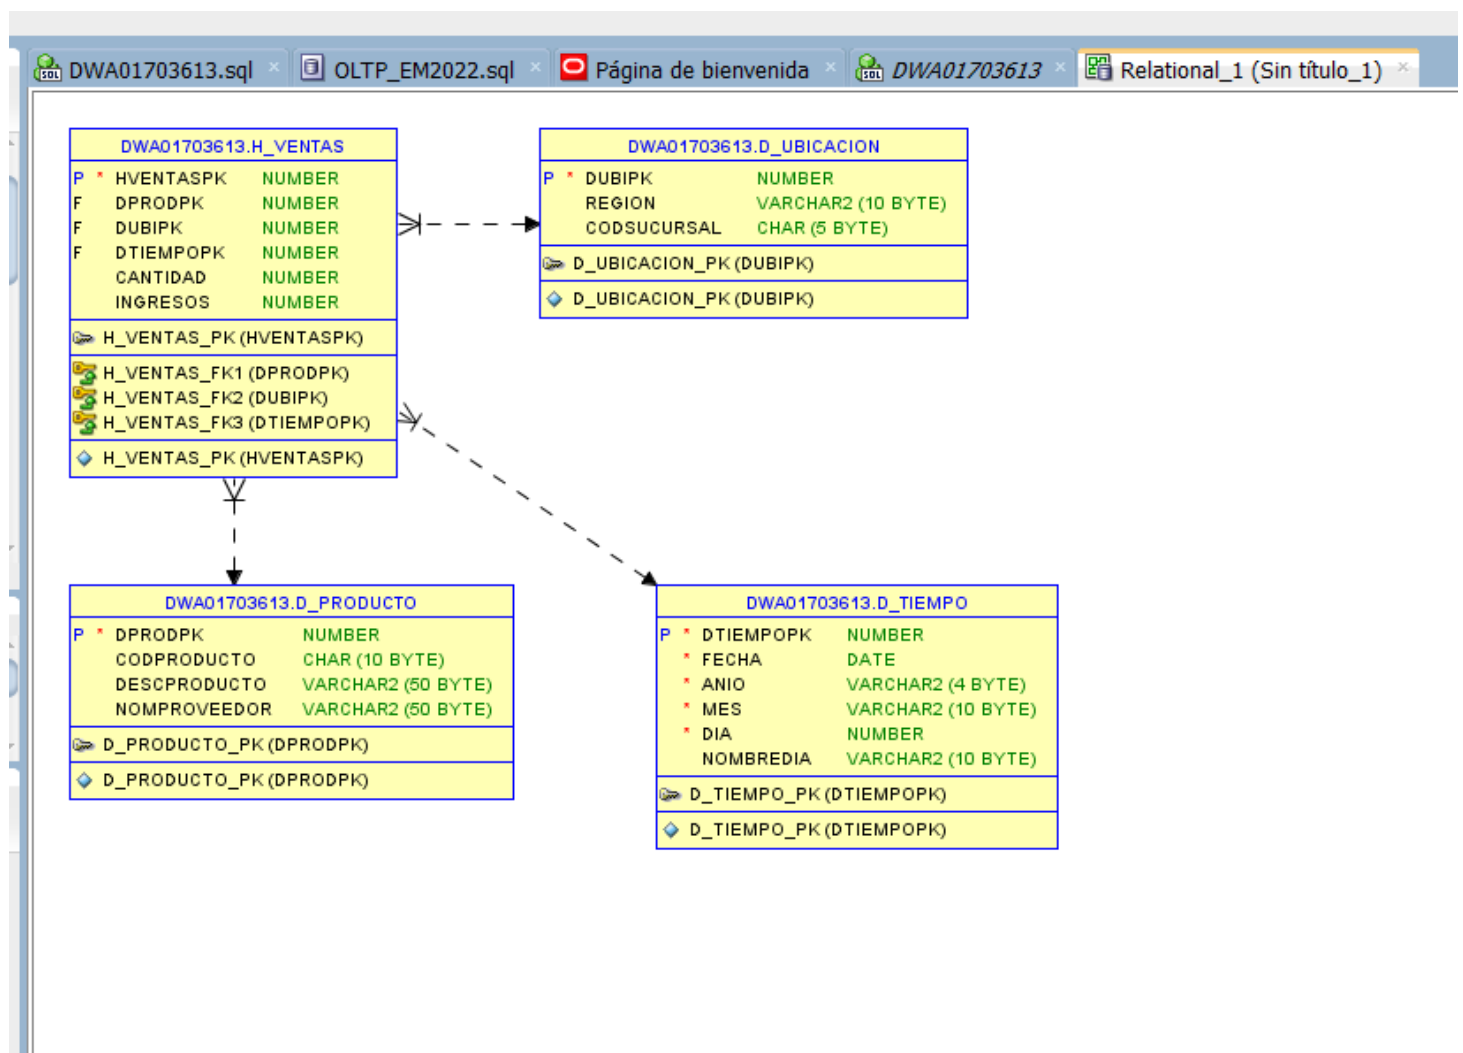 DWA01703613.sql
OLTP_EM2022.sql
Página de bienvenida
DWA01703613
Relational_1 (Sin título_1)
DWA01703613.H_VENTAS
P * HVENTASPK NUMBER
F DPRODPK NUMBER
F DUBIPK NUMBER
F DTIEMPOPK NUMBER
CANTIDAD NUMBER
INGRESOS NUMBER
H_VENTAS_PK (HVENTASPK)
H_VENTAS_FK1 (DPRODPK)
H_VENTAS_FK2 (DUBIPK)
H_VENTAS_FK3 (DTIEMPOPK)
H_VENTAS_PK (HVENTASPK)
DWA01703613.D_UBICACION
P * DUBIPK NUMBER
REGION VARCHAR2 (10 BYTE)
CODSUCURSAL CHAR (5 BYTE)
D_UBICACION_PK (DUBIPK)
D_UBICACION_PK (DUBIPK)
DWA01703613.D_PRODUCTO
P * DPRODPK NUMBER
CODPRODUCTO CHAR (10 BYTE)
DESCPRODUCTO VARCHAR2 (50 BYTE)
NOMPROVEEDOR VARCHAR2 (50 BYTE)
D_PRODUCTO_PK (DPRODPK)
D_PRODUCTO_PK (DPRODPK)
DWA01703613.D_TIEMPO
P * DTIEMPOPK NUMBER
* FECHA DATE
* ANIO VARCHAR2 (4 BYTE)
* MES VARCHAR2 (10 BYTE)
* DIA NUMBER
NOMBREDIA VARCHAR2 (10 BYTE)
D_TIEMPO_PK (DTIEMPOPK)
D_TIEMPO_PK (DTIEMPOPK)